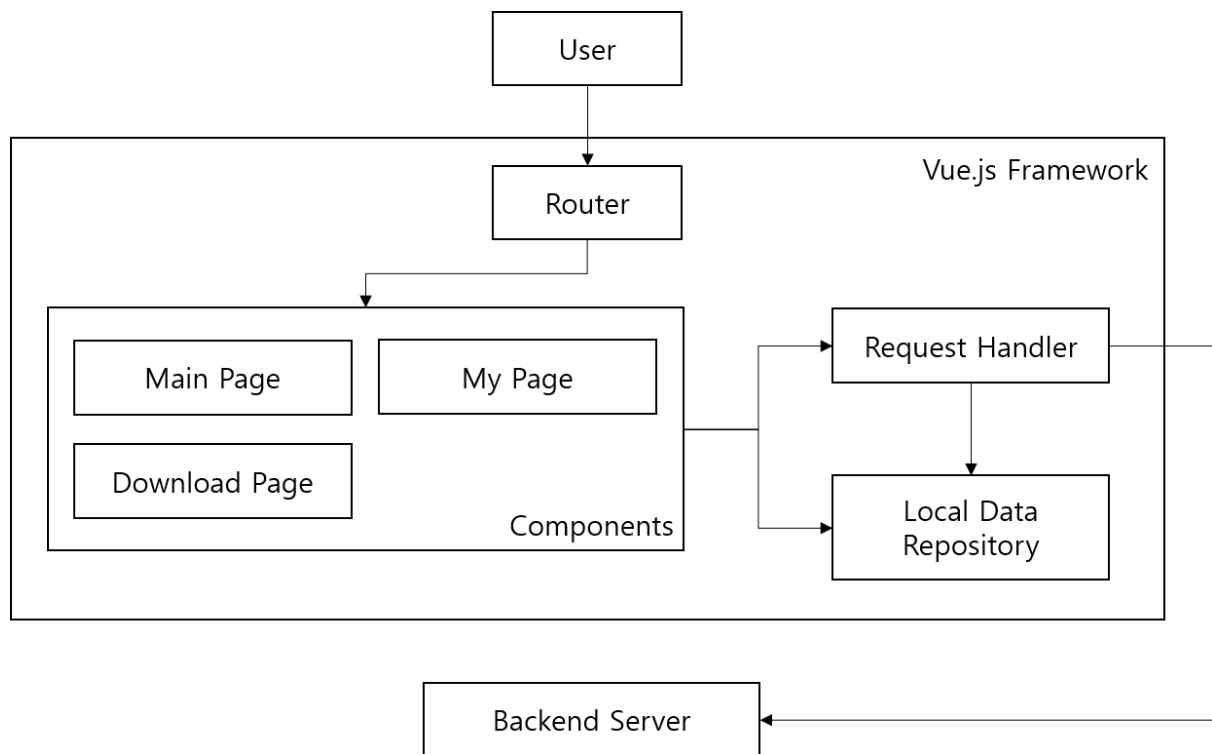 User
Vue.js Framework
Router
Main Page
My Page
Download Page
Components
Request Handler
Local Data
Repository
Backend Server